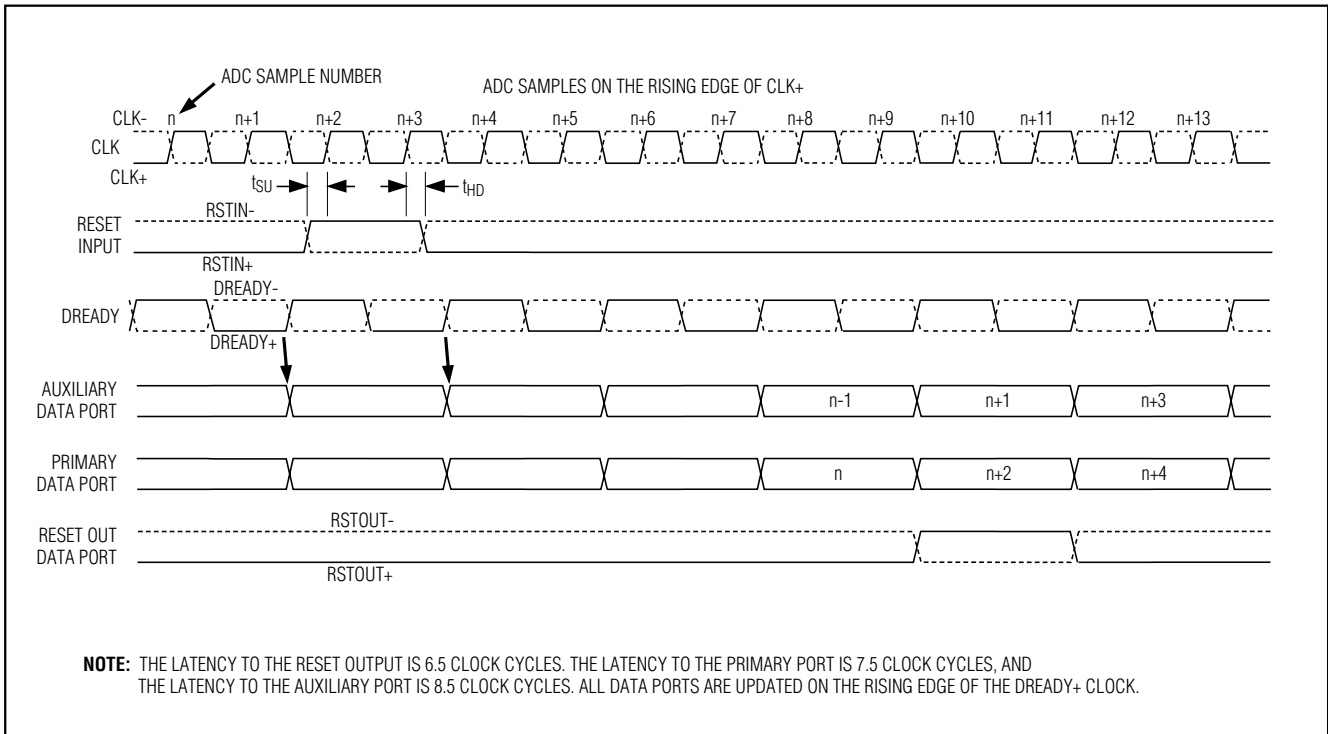 ADC SAMPLE NUMBER
ADC SAMPLES ON THE RISING EDGE OF CLK+
CLK-
n
n+1
n+2
n+3
n+4
n+5
n+6
n+7
n+8
n+9
n+10
n+11
n+12
n+13
CLK
CLK+
tSU
tHD
RSTIN-
RESET
INPUT
RSTIN+
DREADY-
DREADY
DREADY+
AUXILIARY
DATA PORT
n-1
n+1
n+3
PRIMARY
DATA PORT
n
n+2
n+4
RESET OUT
DATA PORT
RSTOUT-
RSTOUT+
NOTE: THE LATENCY TO THE RESET OUTPUT IS 6.5 CLOCK CYCLES. THE LATENCY TO THE PRIMARY PORT IS 7.5 CLOCK CYCLES, AND
THE LATENCY TO THE AUXILIARY PORT IS 8.5 CLOCK CYCLES. ALL DATA PORTS ARE UPDATED ON THE RISING EDGE OF THE DREADY+ CLOCK.